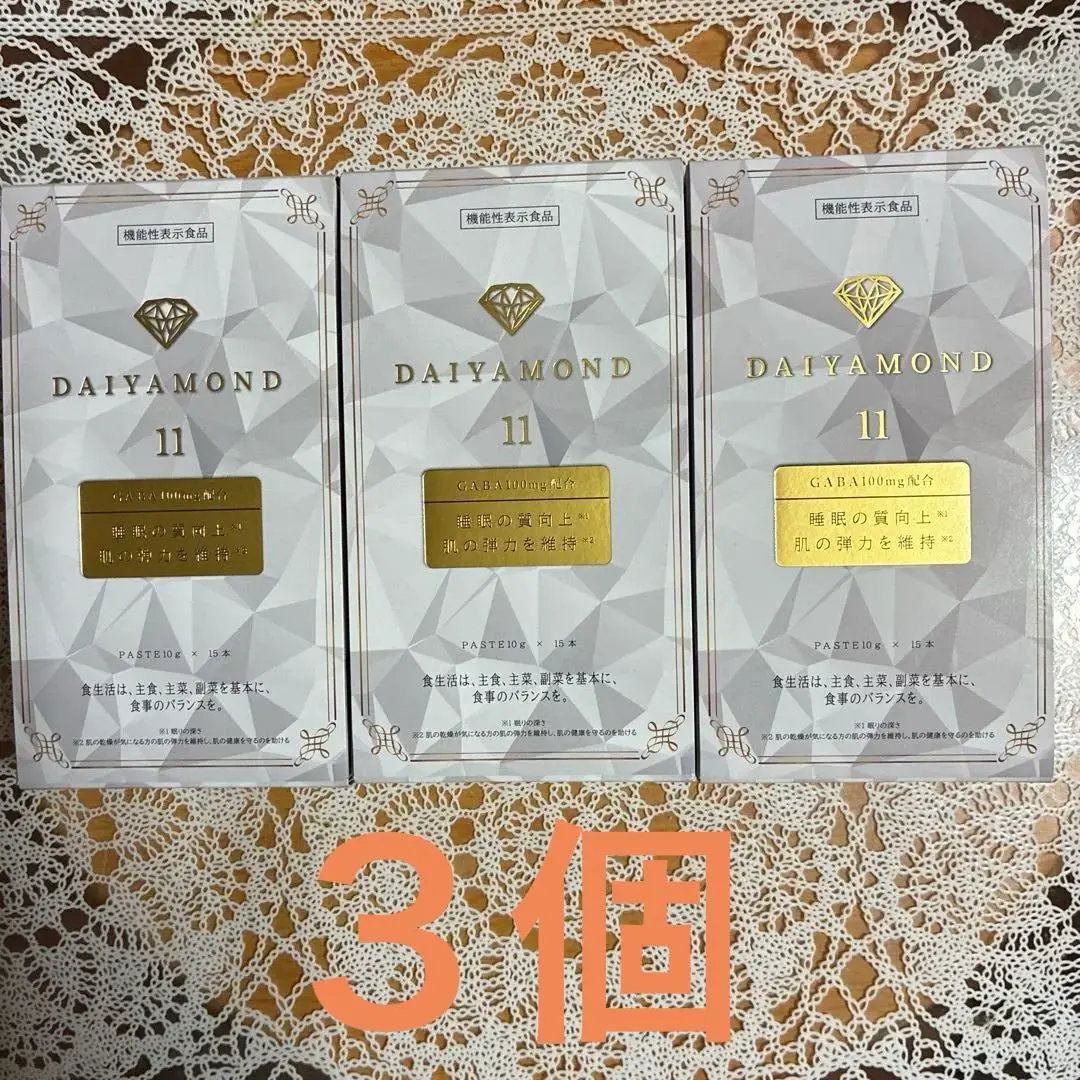 機能性表示食品
DAIYAMOND
11
GABA100mg配合
睡眠の質向上※1
肌の弾力を維持※2
PASTE10g × 15本
食生活は、主食、主菜、副菜を基本に、
食事のバランスを。
※1 眠りの深さ
※2 肌の乾燥が気になる方の肌の弾力を維持し、肌の健康を守るのを助ける
機能性表示食品
DAIYAMOND
11
GABA100mg配合
睡眠の質向上※1
肌の弾力を維持※2
PASTE10g × 15本
食生活は、主食、主菜、副菜を基本に、
食事のバランスを。
※1 眠りの深さ
※2 肌の乾燥が気になる方の肌の弾力を維持し、肌の健康を守るのを助ける
機能性表示食品
DAIYAMOND
11
GABA100mg配合
睡眠の質向上※1
肌の弾力を維持※2
PASTE10g × 15本
食生活は、主食、主菜、副菜を基本に、
食事のバランスを。
※1 眠りの深さ
※2 肌の乾燥が気になる方の肌の弾力を維持し、肌の健康を守るのを助ける
3個